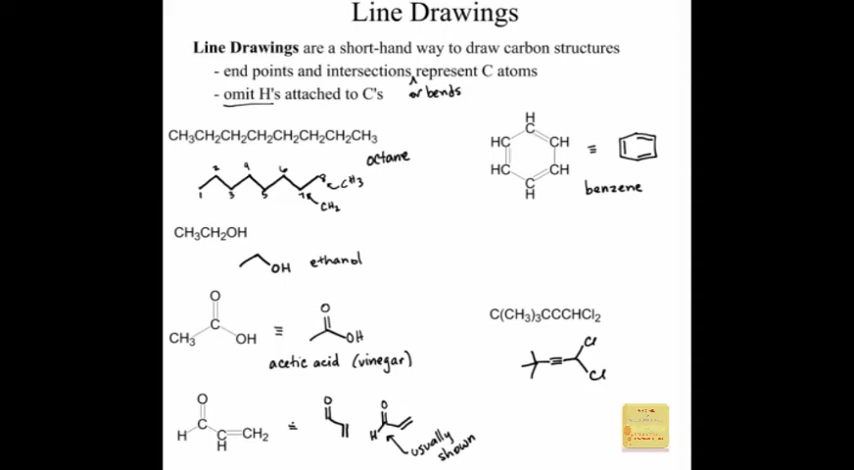 Line Drawings
Line Drawings are a short-hand way to draw carbon structures
- end points and intersections represent C atoms
or bends
- omit H's attached to C's
CH3CH2CH2CH2CH2CH2CH2CH3
octane
1 2 3 4 5 6 7 8
CH3
CH2
H
C
HC CH
HC CH
C
H
≡
benzene
CH3CH2OH
OH ethanol
O
C
CH3 OH
≡
O
OH
acetic acid (vinegar)
C(CH3)3CCCHCl2
Cl
Cl
O
C
H C CH2
H
O
O
H
usually
shown